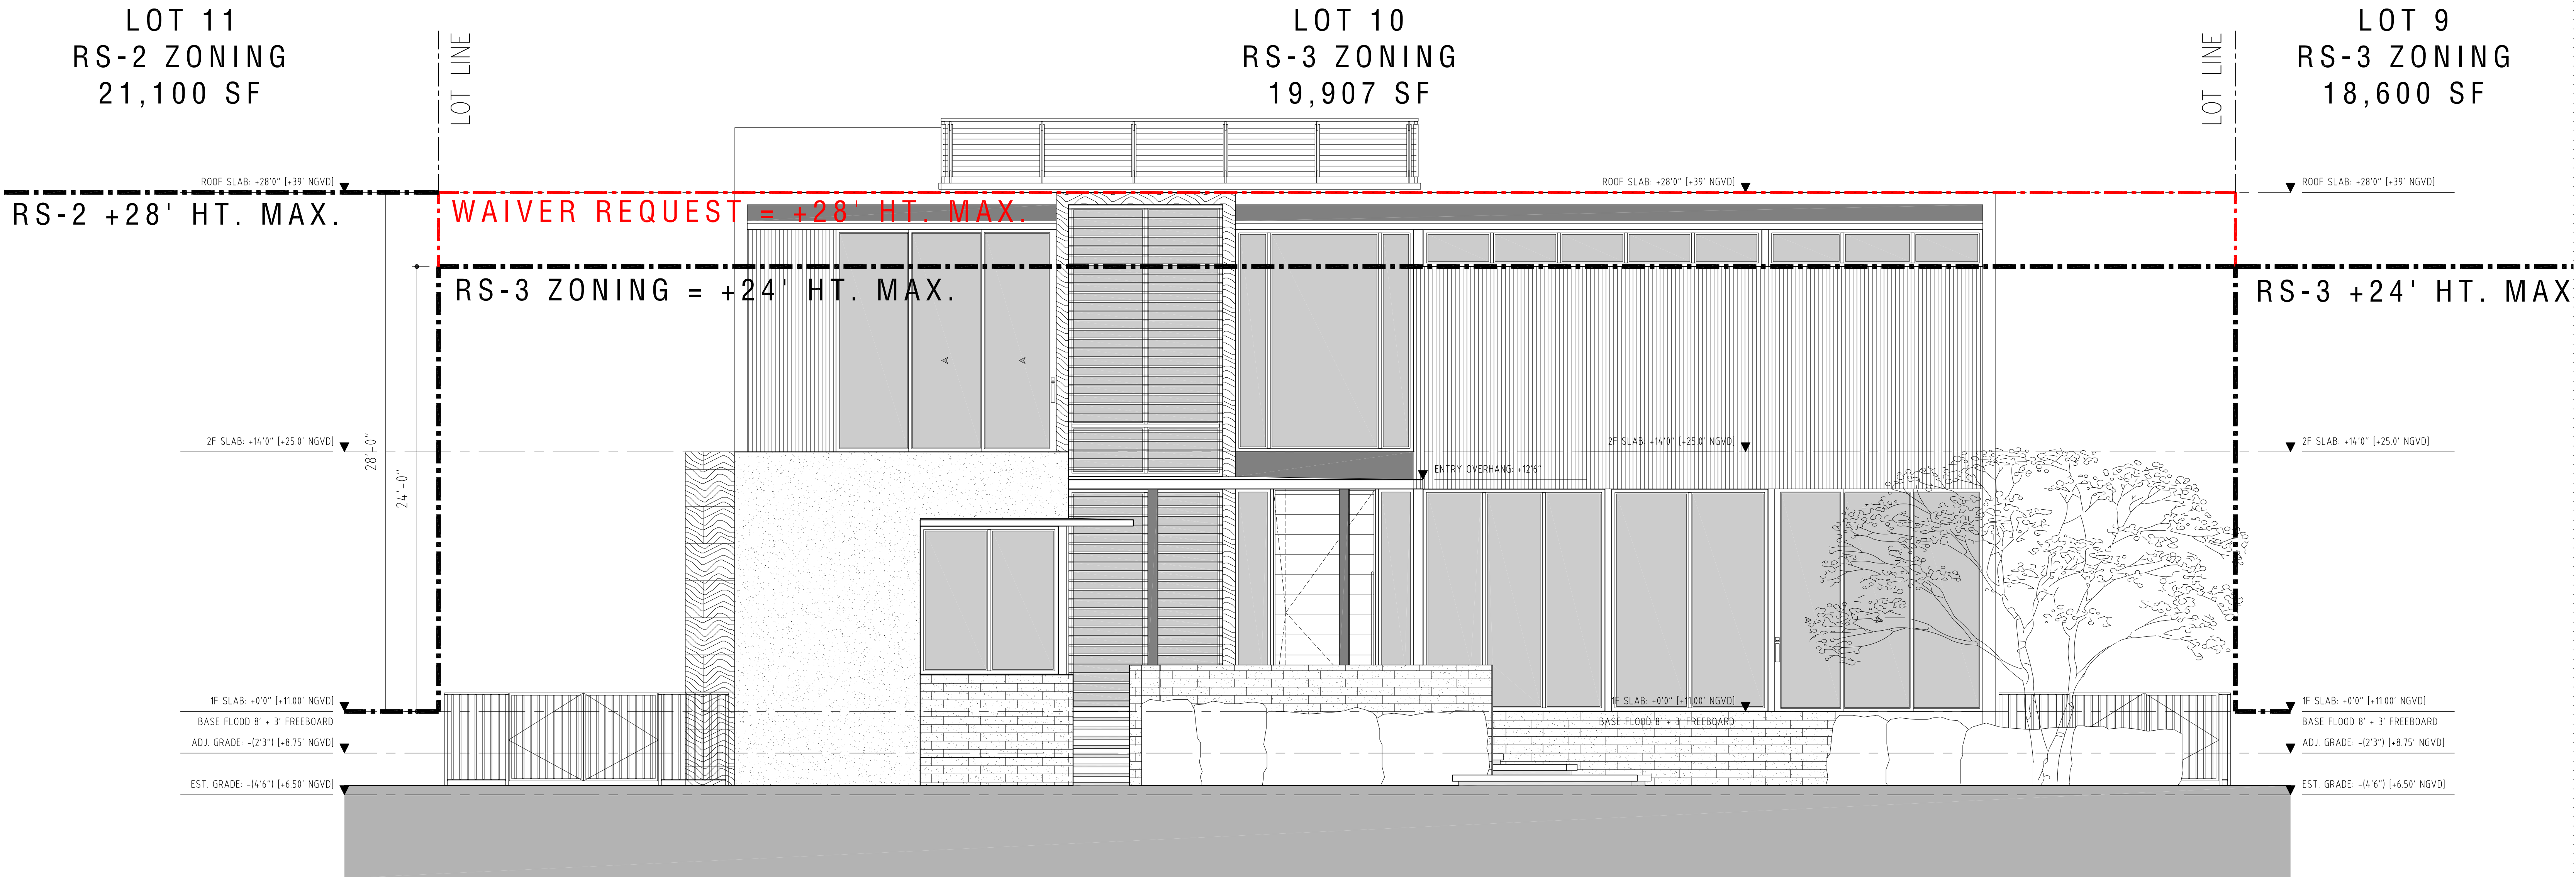 LOT 11
RS-2 ZONING
21,100 SF
LOT LINE
LOT 10
RS-3 ZONING
19,907 SF
LOT LINE
LOT 9
RS-3 ZONING
18,600 SF
ROOF SLAB: +28'0" [+39' NGVD]
ROOF SLAB: +28'0" [+39' NGVD]
ROOF SLAB: +28'0" [+39' NGVD]
RS-2 +28' HT. MAX.
WAIVER REQUEST = +28' HT. MAX.
RS-3 ZONING = +24' HT. MAX.
RS-3 +24' HT. MAX
2F SLAB: +14'0" [+25.0' NGVD]
28'-0"
24'-0"
2F SLAB: +14'0" [+25.0' NGVD]
2F SLAB: +14'0" [+25.0' NGVD]
ENTRY OVERHANG: +12'6"
1F SLAB: +0'0" [+11.00' NGVD]
BASE FLOOD 8' + 3' FREEBOARD
ADJ. GRADE: -(2'3") [+8.75' NGVD]
EST. GRADE: -(4'6") [+6.50' NGVD]
1F SLAB: +0'0" [+11.00' NGVD]
BASE FLOOD 8' + 3' FREEBOARD
1F SLAB: +0'0" [+11.00' NGVD]
BASE FLOOD 8' + 3' FREEBOARD
ADJ. GRADE: -(2'3") [+8.75' NGVD]
EST. GRADE: -(4'6") [+6.50' NGVD]